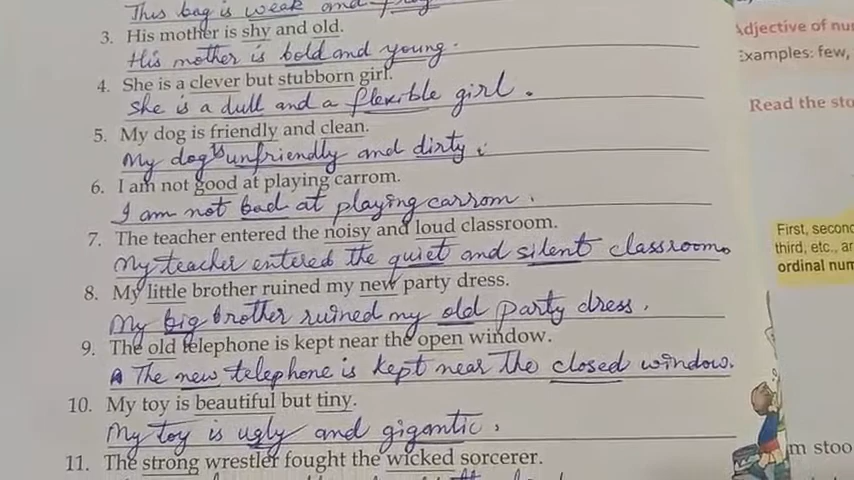 This bag is weak and
3. His mother is shy and old.
His mother is bold and young.
4. She is a clever but stubborn girl.
She is a dull and a flexible girl.
5. My dog is friendly and clean.
My dog is unfriendly and dirty.
6. I am not good at playing carrom.
I am not bad at playing carrom.
7. The teacher entered the noisy and loud classroom.
My teacher entered the quiet and silent classroom.
8. My little brother ruined my new party dress.
My big brother ruined my old party dress.
9. The old telephone is kept near the open window.
The new telephone is kept near the closed window.
10. My toy is beautiful but tiny.
My toy is ugly and gigantic.
11. The strong wrestler fought the wicked sorcerer.
Adjective of nu
Examples: few,
Read the sto
First, second
third, etc., ar
ordinal num
m stoo